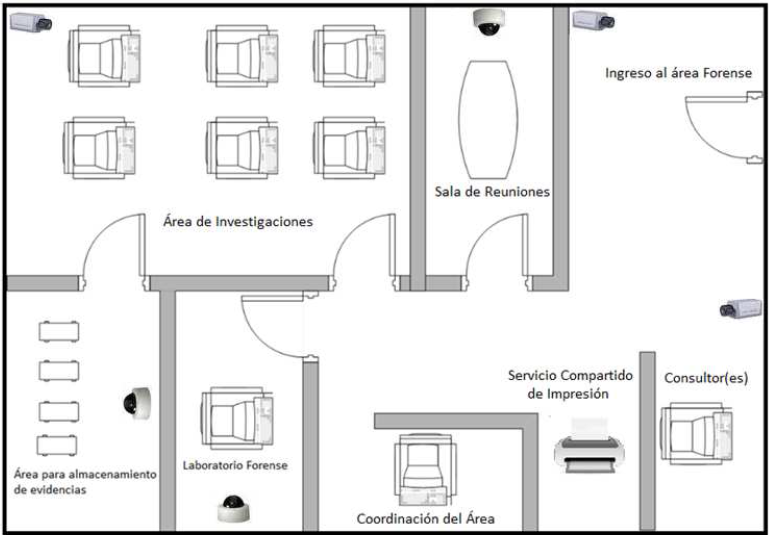 Ingreso al área Forense
Sala de Reuniones
Área de Investigaciones
Servicio Compartido
de Impresión
Consultor(es)
Laboratorio Forense
Área para almacenamiento
de evidencias
Coordinación del Área